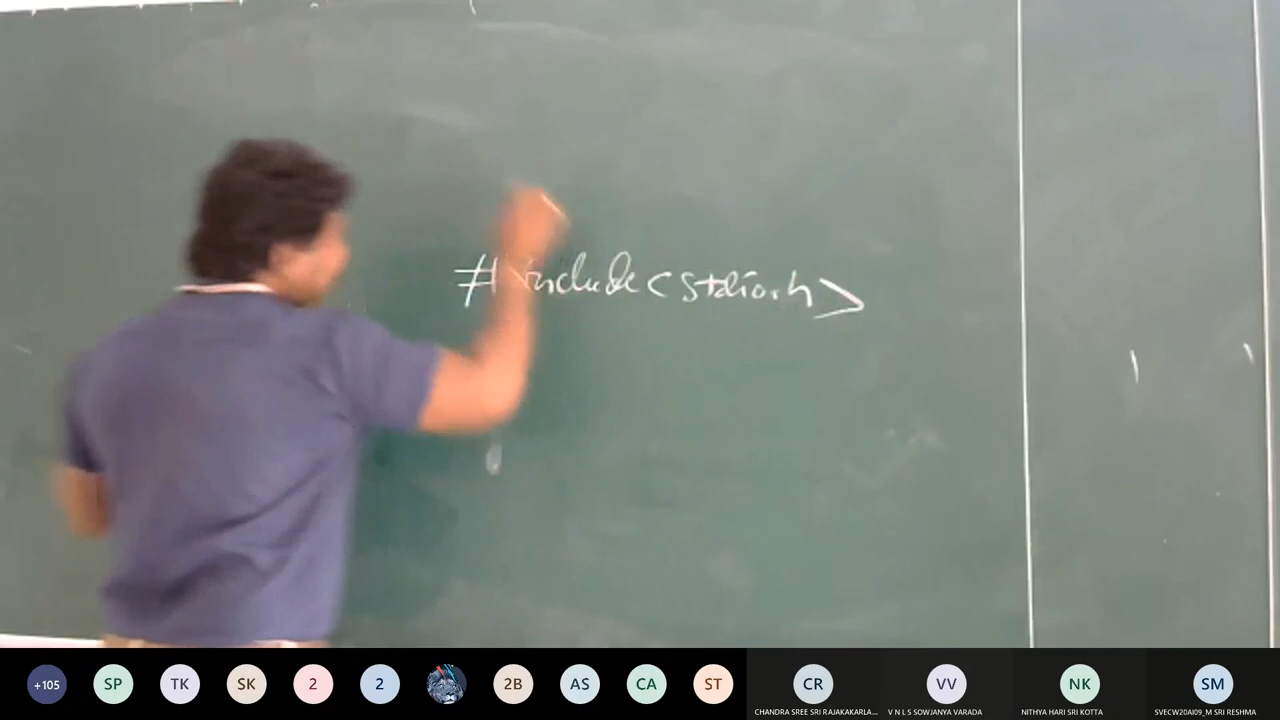 #include<stdio.h>
+105 SP TK SK 2 2 2B AS CA ST CR VV NK SM
CHANDRA SREE SRI RAJAKAKARLA... V N L S SOWJANYA VARADA NITHYA HARI SRI KOTTA SVECW20AI09_M SRI RESHMA